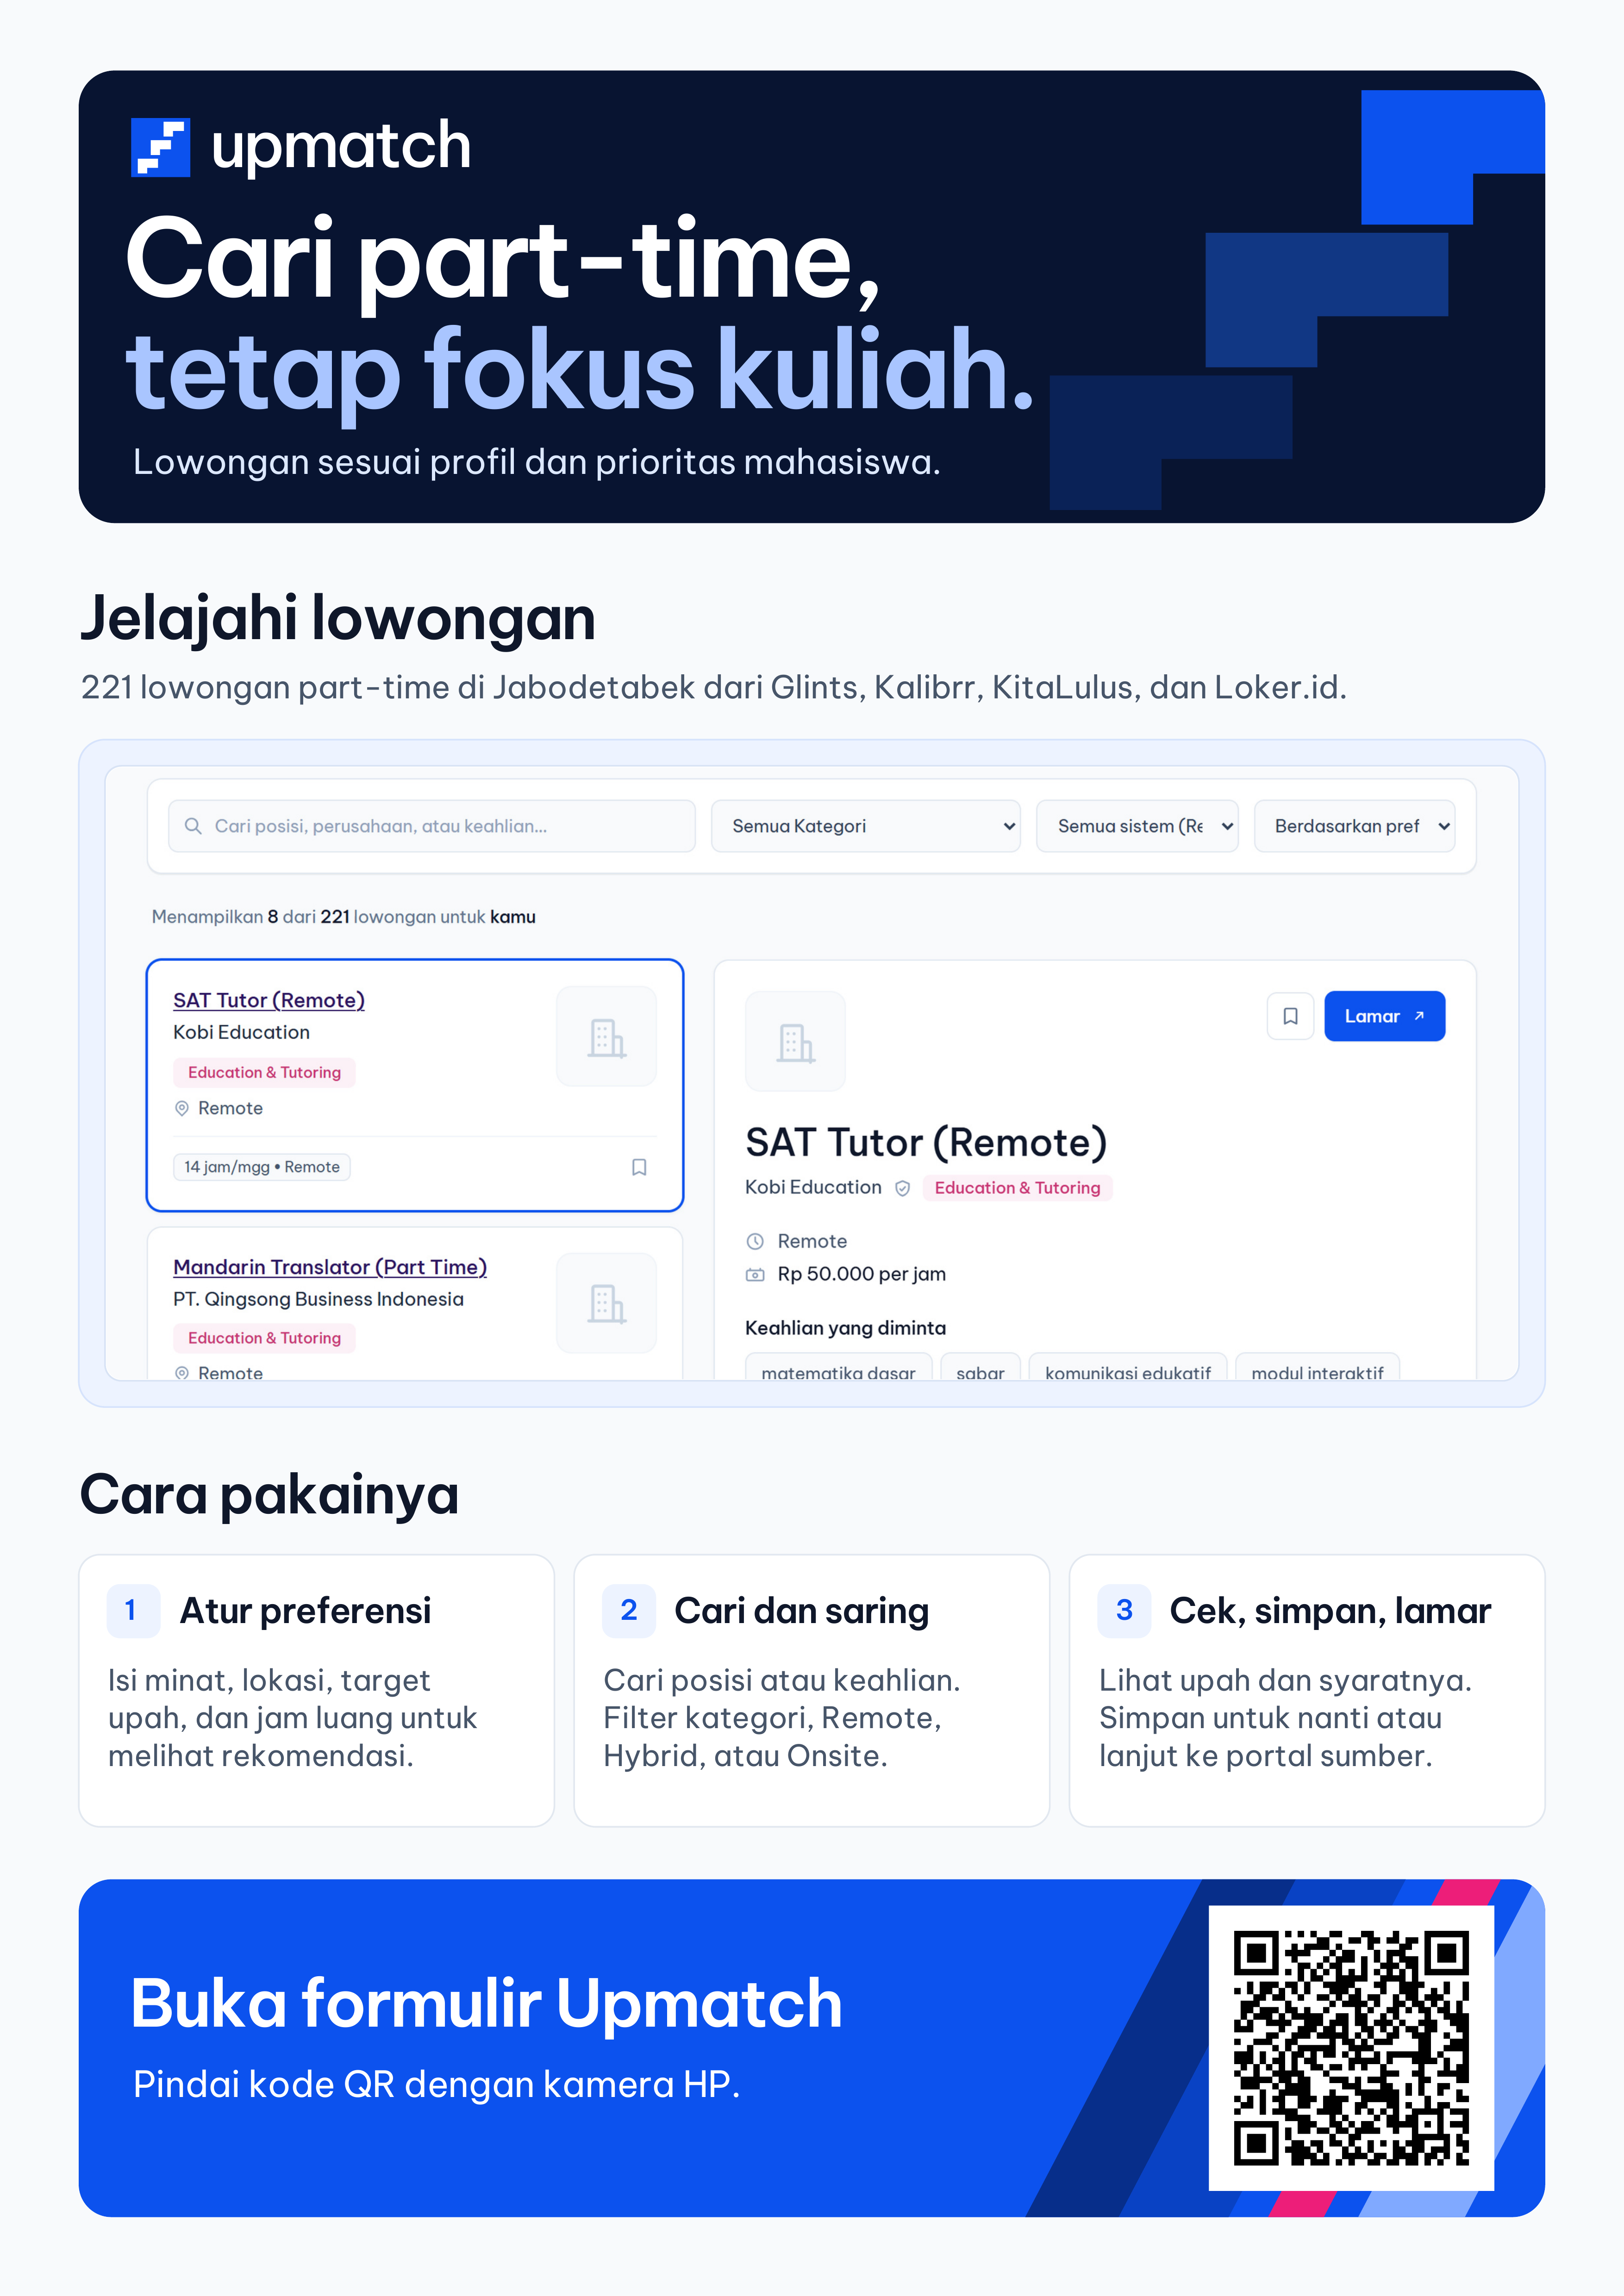 upmatch
Cari part-time,
tetap fokus kuliah.
Lowongan sesuai profil dan prioritas mahasiswa.
Jelajahi lowongan
221 lowongan part-time di Jabodetabek dari Glints, Kalibrr, KitaLulus, dan Loker.id.
Cari posisi, perusahaan, atau keahlian...
Semua Kategori
Semua sistem (Re
Berdasarkan pref
Menampilkan 8 dari 221 lowongan untuk kamu
SAT Tutor (Remote)
Kobi Education
Education & Tutoring
Remote
14 jam/mgg • Remote
Mandarin Translator (Part Time)
PT. Qingsong Business Indonesia
Education & Tutoring
Remote
Lamar
SAT Tutor (Remote)
Kobi Education
Education & Tutoring
Remote
Rp 50.000 per jam
Keahlian yang diminta
matematika dasar
sabar
komunikasi edukatif
modul interaktif
Cara pakainya
1 Atur preferensi
Isi minat, lokasi, target
upah, dan jam luang untuk
melihat rekomendasi.
2 Cari dan saring
Cari posisi atau keahlian.
Filter kategori, Remote,
Hybrid, atau Onsite.
3 Cek, simpan, lamar
Lihat upah dan syaratnya.
Simpan untuk nanti atau
lanjut ke portal sumber.
Buka formulir Upmatch
Pindai kode QR dengan kamera HP.